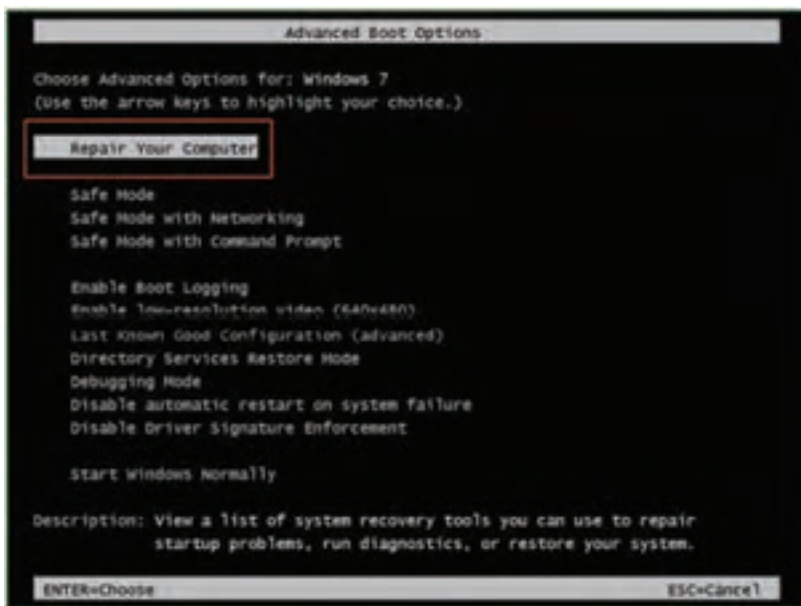 Advanced Boot Options
Choose Advanced Options for: Windows 7
(Use the arrow keys to highlight your choice.)
Repair Your Computer
Safe Mode
Safe Mode with Networking
Safe Mode with Command Prompt
Enable Boot Logging
Enable low-resolution video (640x480)
Last Known Good Configuration (advanced)
Directory Services Restore Mode
Debugging Mode
Disable automatic restart on system failure
Disable Driver Signature Enforcement
Start Windows Normally
Description: View a list of system recovery tools you can use to repair
startup problems, run diagnostics, or restore your system.
ENTER=Choose ESC=Cancel